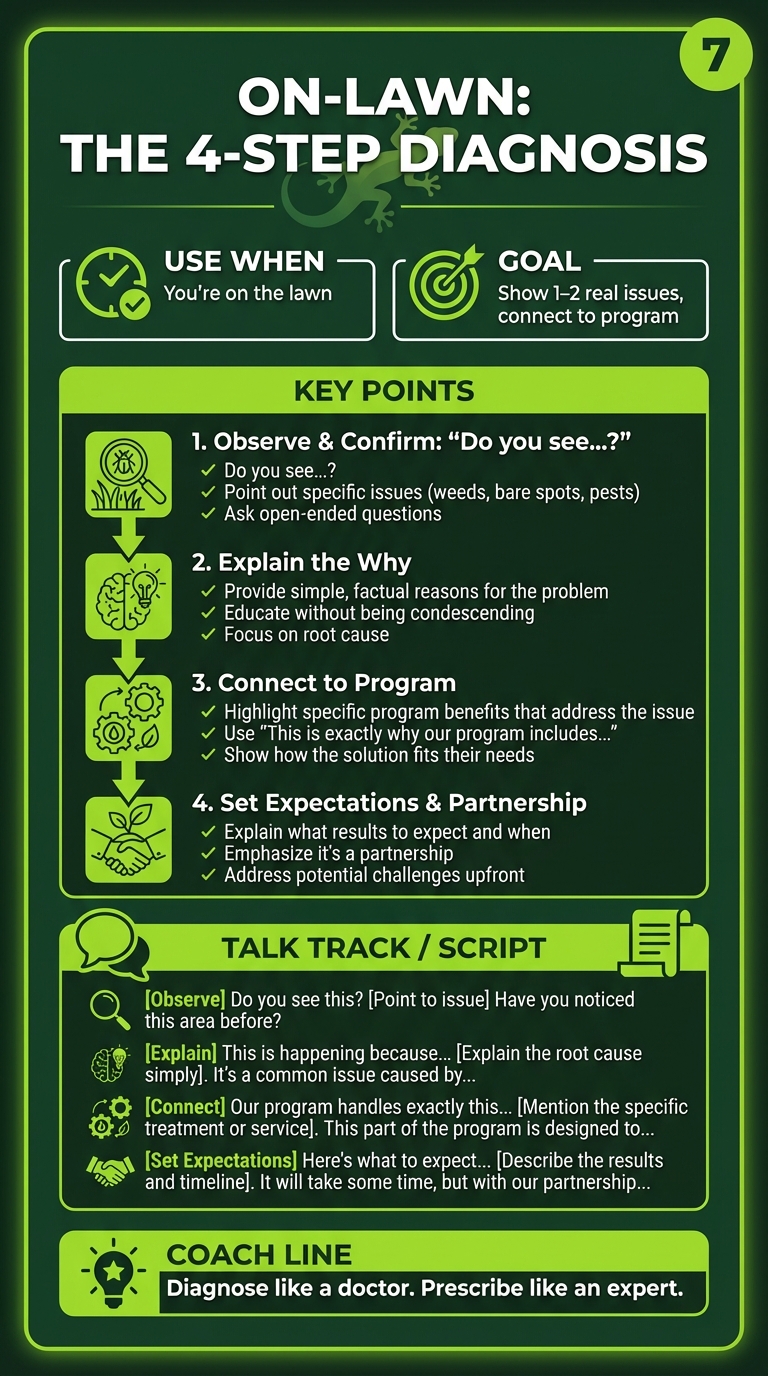 7
ON-LAWN:
THE 4-STEP DIAGNOSIS
USE WHEN
You're on the lawn
GOAL
Show 1–2 real issues,
connect to program
KEY POINTS
1. Observe & Confirm: “Do you see...?”
Do you see...?
Point out specific issues (weeds, bare spots, pests)
Ask open-ended questions
2. Explain the Why
Provide simple, factual reasons for the problem
Educate without being condescending
Focus on root cause
3. Connect to Program
Highlight specific program benefits that address the issue
Use "This is exactly why our program includes..."
Show how the solution fits their needs
4. Set Expectations & Partnership
Explain what results to expect and when
Emphasize it's a partnership
Address potential challenges upfront
TALK TRACK / SCRIPT
[Observe] Do you see this? [Point to issue] Have you noticed
this area before?
[Explain] This is happening because... [Explain the root cause
simply]. It's a common issue caused by...
[Connect] Our program handles exactly this... [Mention the specific
treatment or service]. This part of the program is designed to...
[Set Expectations] Here's what to expect... [Describe the results
and timeline]. It will take some time, but with our partnership...
COACH LINE
Diagnose like a doctor. Prescribe like an expert.